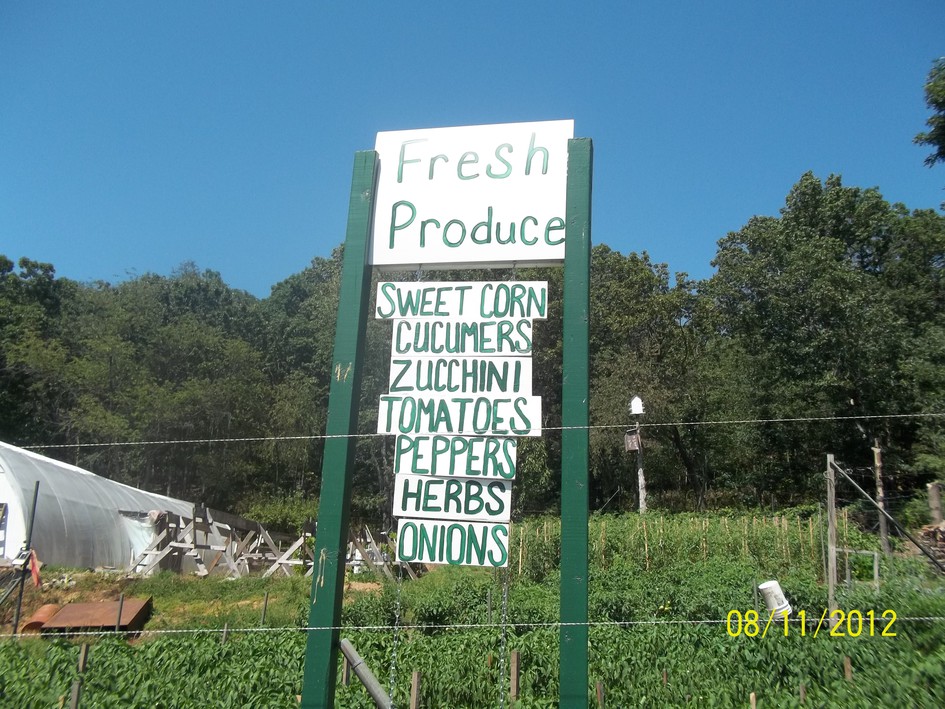 Fresh
Produce
SWEET CORN
CUCUMERS
ZUCCHINI
TOMATOES
PEPPERS
HERBS
ONIONS
08/11/2012